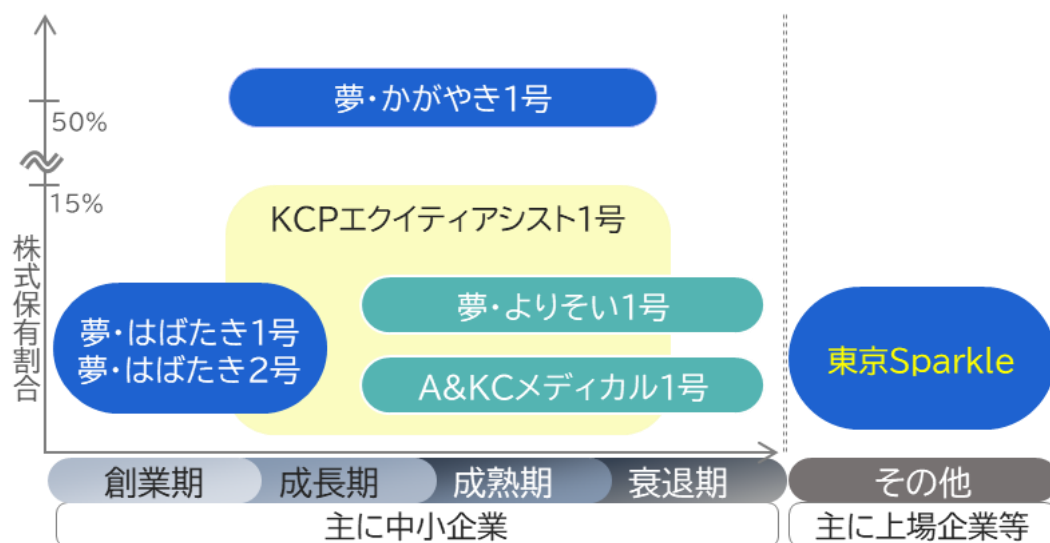 夢・かがやき1号
50%
15%
株式保有割合
KCPエクイティアシスト1号
夢・はばたき1号
夢・はばたき2号
夢・よりそい1号
A&KCメディカル1号
東京Sparkle
創業期
成長期
成熟期
衰退期
その他
主に中小企業
主に上場企業等